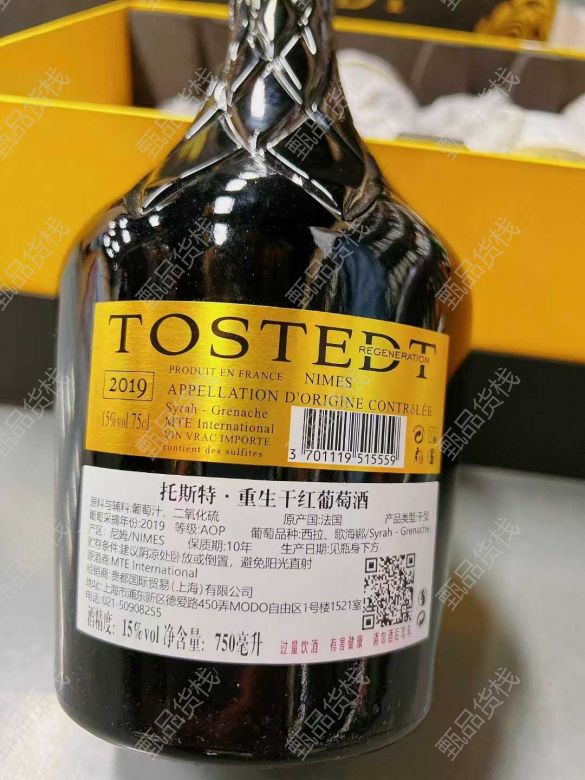 TOSTEDT
REGENERATION
PRODUIT EN FRANCE NIMES
2019
APPELLATION D'ORIGINE CONTRÔLÉE
15%vol 75cl
Syrah - Grenache
MTE International
VIN VRAC IMPORTE
contient des sulfites
3 701119 515559
托斯特·重生干红葡萄酒
原料与辅料:葡萄汁、二氧化硫 原产国:法国 产品类型:干型
葡萄采摘年份:2019 等级:AOP 葡萄品种:西拉、歌海娜/Syrah - Grenache
产区:尼姆/NIMES 保质期:10年 生产日期:见瓶身下方
贮存条件:建议阴凉处卧放或倒置,避免阳光直射
原酒商:MTE International
经销商:贵都国际贸易(上海)有限公司
地址:上海市浦东新区德爱路450弄MODO自由区1号楼1521室
电话:021-50908255
酒精度:15%vol 净含量:750毫升
过量饮酒 有害健康 请勿酒后驾车
甄品货栈